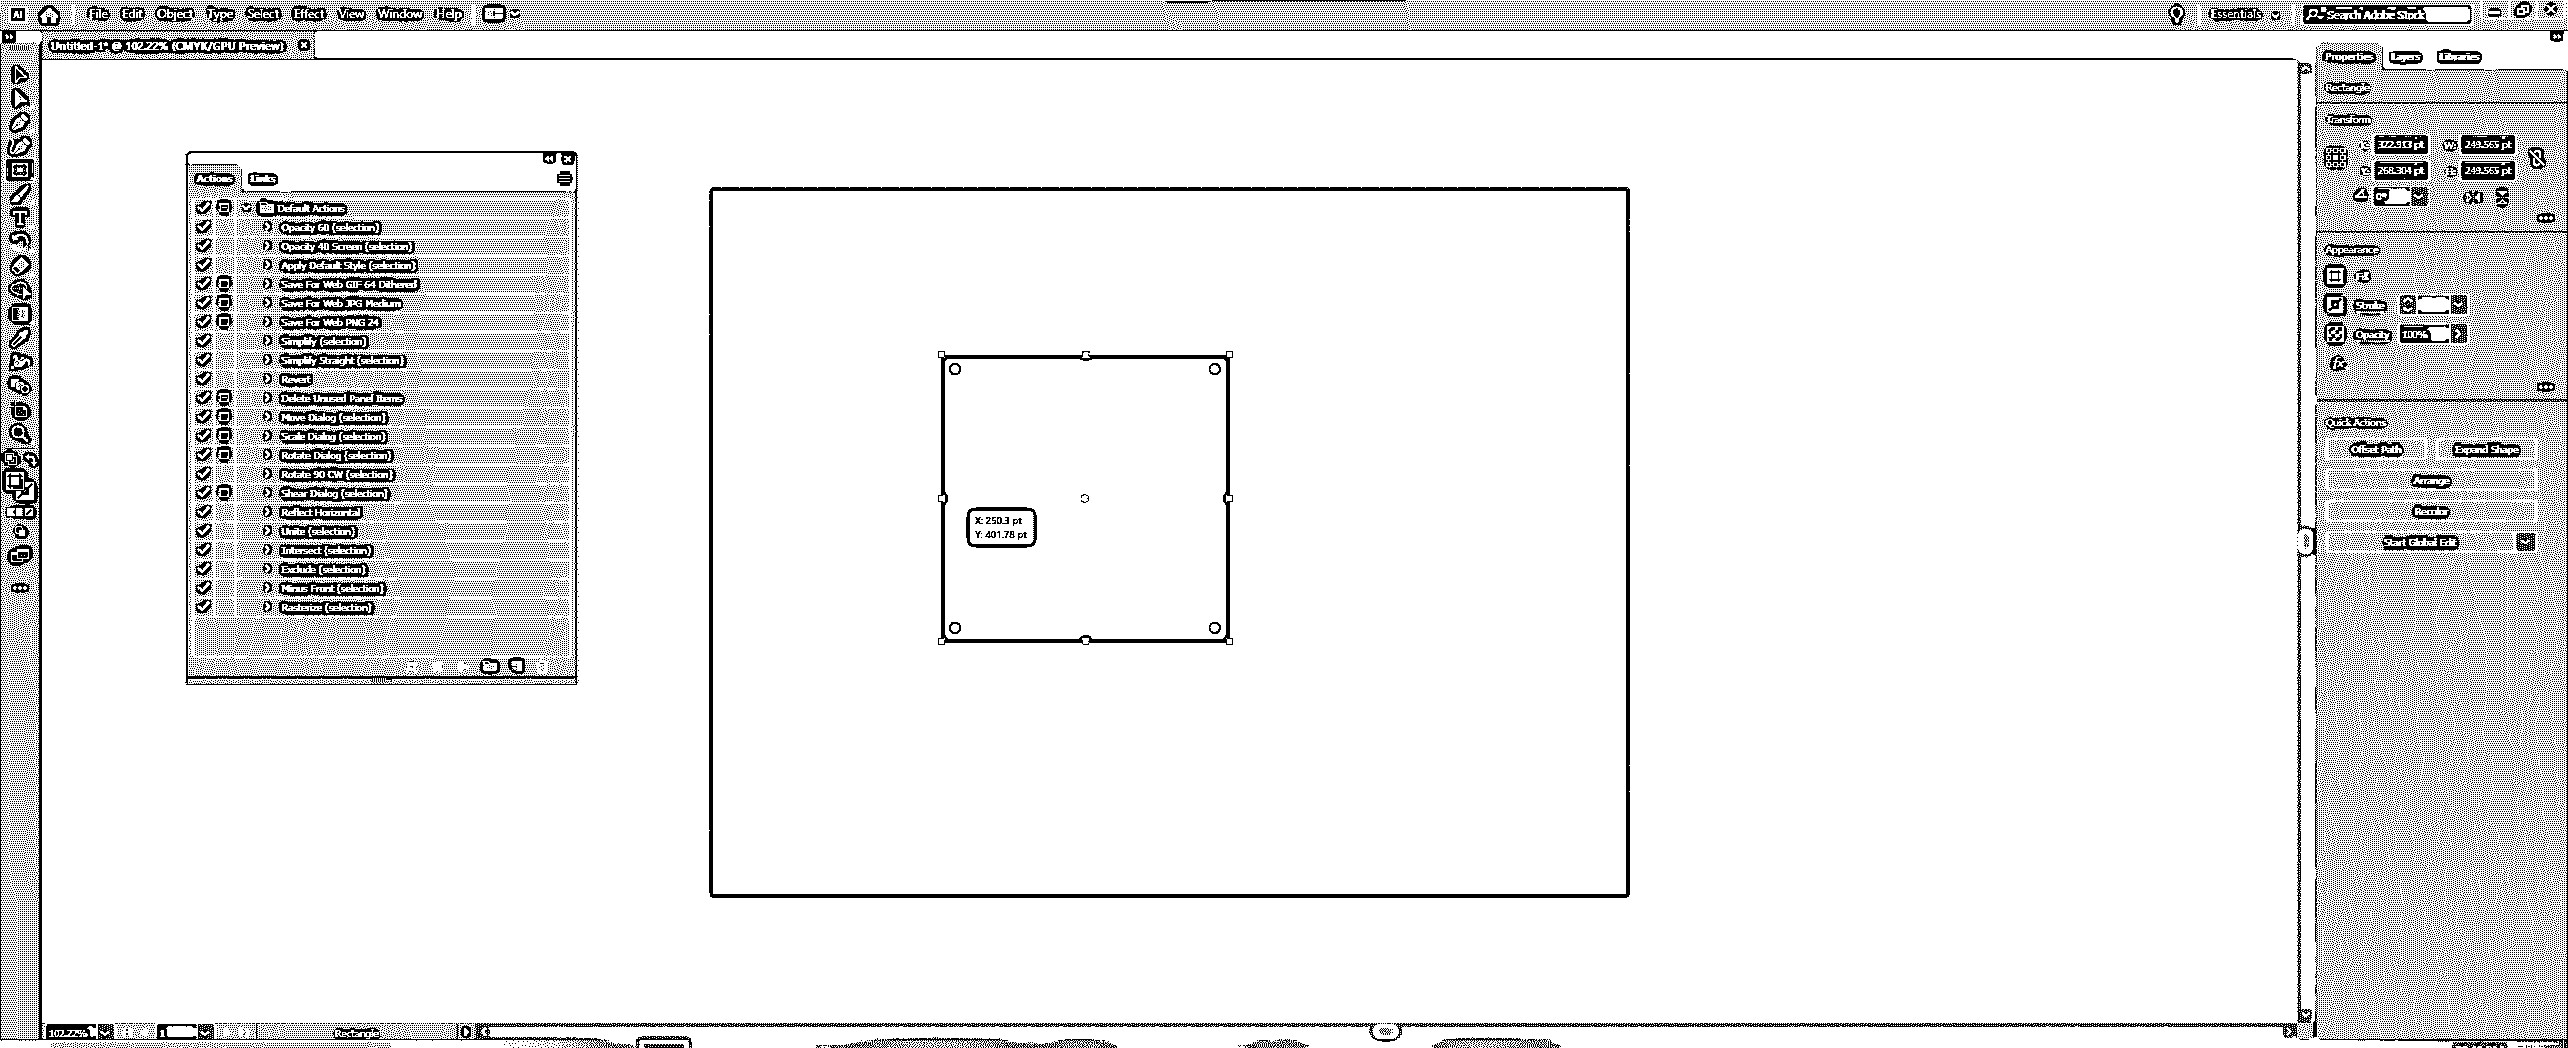 Ai File Edit Object Type Select Effect View Window Help
Essentials Search Adobe Stock
Untitled-1* @ 102.22% (CMYK/GPU Preview)
Actions Links
Default Actions
Opacity 60 (selection)
Opacity 40 Screen (selection)
Apply Default Style (selection)
Save For Web GIF 64 Dithered
Save For Web JPG Medium
Save For Web PNG 24
Simplify (selection)
Simplify Straight (selection)
Revert
Delete Unused Panel Items
Move Dialog (selection)
Scale Dialog (selection)
Rotate Dialog (selection)
Rotate 90 CW (selection)
Shear Dialog (selection)
Reflect Horizontal
Unite (selection)
Intersect (selection)
Exclude (selection)
Minus Front (selection)
Rasterize (selection)
X: 250.3 pt
Y: 401.78 pt
Properties Layers Libraries
Rectangle
Transform
322.913 pt W: 249.565 pt
268.304 pt 249.565 pt
0°
Appearance
Fill
Stroke
Opacity 100%
fx
Quick Actions
Offset Path Expand Shape
Arrange
Recolor
Start Global Edit
102.22% 1 Rectangle